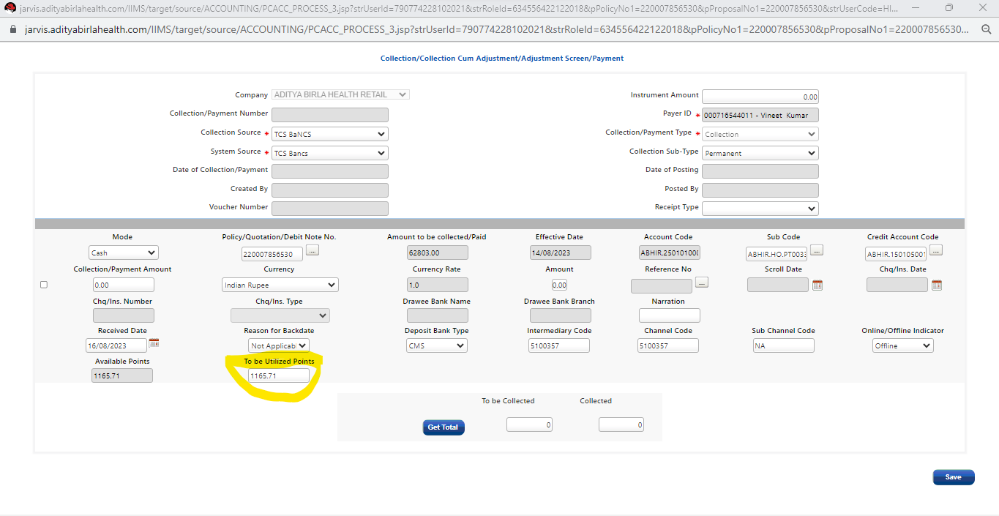 jarvis.adityabirlahealth.com/IIMS/target/source/ACCOUNTING/PCACC_PROCESS_3.jsp?strUserId=790774228102021&strRoleId=634556422122018&pPolicyNo1=220007856530&pProposalNo1=220007856530&strUserCode=HI...
jarvis.adityabirlahealth.com/IIMS/target/source/ACCOUNTING/PCACC_PROCESS_3.jsp?strUserId=790774228102021&strRoleId=634556422122018&pPolicyNo1=220007856530&pProposalNo1=220007856530...
Collection/Collection Cum Adjustment/Adjustment Screen/Payment
Company ADITYA BIRLA HEALTH RETAIL Instrument Amount 0.00
Collection/Payment Number Payer ID * 000716544011 - Vineet Kumar
Collection Source * TCS BaNCS Collection/Payment Type * Collection
System Source * TCS Bancs Collection Sub-Type Permanent
Date of Collection/Payment Date of Posting
Created By Posted By
Voucher Number Receipt Type
Mode Policy/Quotation/Debit Note No. Amount to be collected/Paid Effective Date Account Code Sub Code Credit Account Code
Cash 220007856530 ... 62803.00 14/08/2023 ABHIR.250101000 ABHIR.HO.PT003 ... ABHIR.150105001 ...
Collection/Payment Amount Currency Currency Rate Amount Reference No Scroll Date Chq/Ins. Date
0.00 Indian Rupee 1.0 0.00 ...
Chq/Ins. Number Chq/Ins. Type Drawee Bank Name Drawee Bank Branch Narration
Received Date Reason for Backdate Deposit Bank Type Intermediary Code Channel Code Sub Channel Code Online/Offline Indicator
16/08/2023 Not Applicabl CMS 5100357 5100357 NA Offline
Available Points To be Utilized Points
1165.71 1165.71
To be Collected Collected
Get Total 0 0
Save